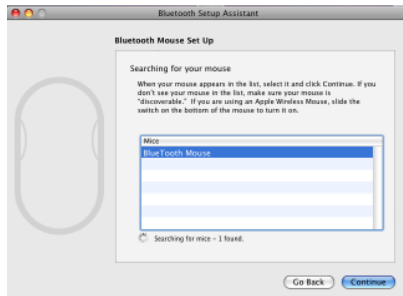 Bluetooth Setup Assistant
Bluetooth Mouse Set Up
Searching for your mouse
When your mouse appears in the list, select it and click Continue. If you
don't see your mouse in the list, make sure your mouse is
"discoverable." If you are using an Apple Wireless Mouse, slide the
switch on the bottom of the mouse to turn it on.
Mice
BlueTooth Mouse
Searching for mice – 1 found.
Go Back
Continue